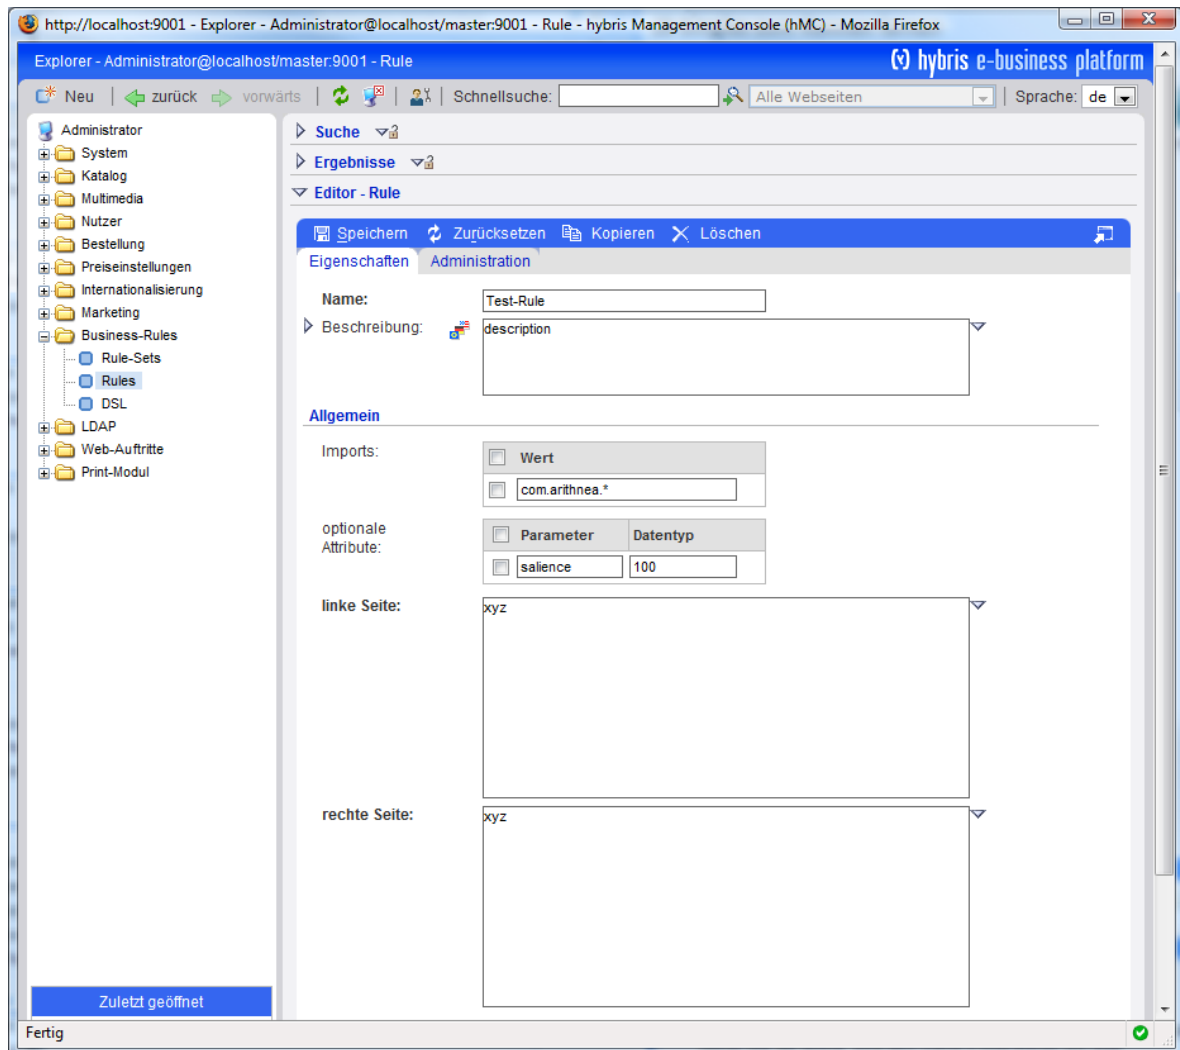 http://localhost:9001 - Explorer - Administrator@localhost/master:9001 - Rule - hybris Management Console (hMC) - Mozilla Firefox
Explorer - Administrator@localhost/master:9001 - Rule
hybris e-business platform
Neu zurück vorwärts Schnellsuche: Alle Webseiten Sprache: de
Administrator
System
Katalog
Multimedia
Nutzer
Bestellung
Preiseinstellungen
Internationalisierung
Marketing
Business-Rules
Rule-Sets
Rules
DSL
LDAP
Web-Auftritte
Print-Modul
Zuletzt geöffnet
Suche
Ergebnisse
Editor - Rule
Speichern Zurücksetzen Kopieren Löschen
Eigenschaften Administration
Name: Test-Rule
Beschreibung: description
Allgemein
Imports: Wert
com.arithnea.*
optionale Attribute: Parameter Datentyp
salience 100
linke Seite: xyz
rechte Seite: xyz
Fertig